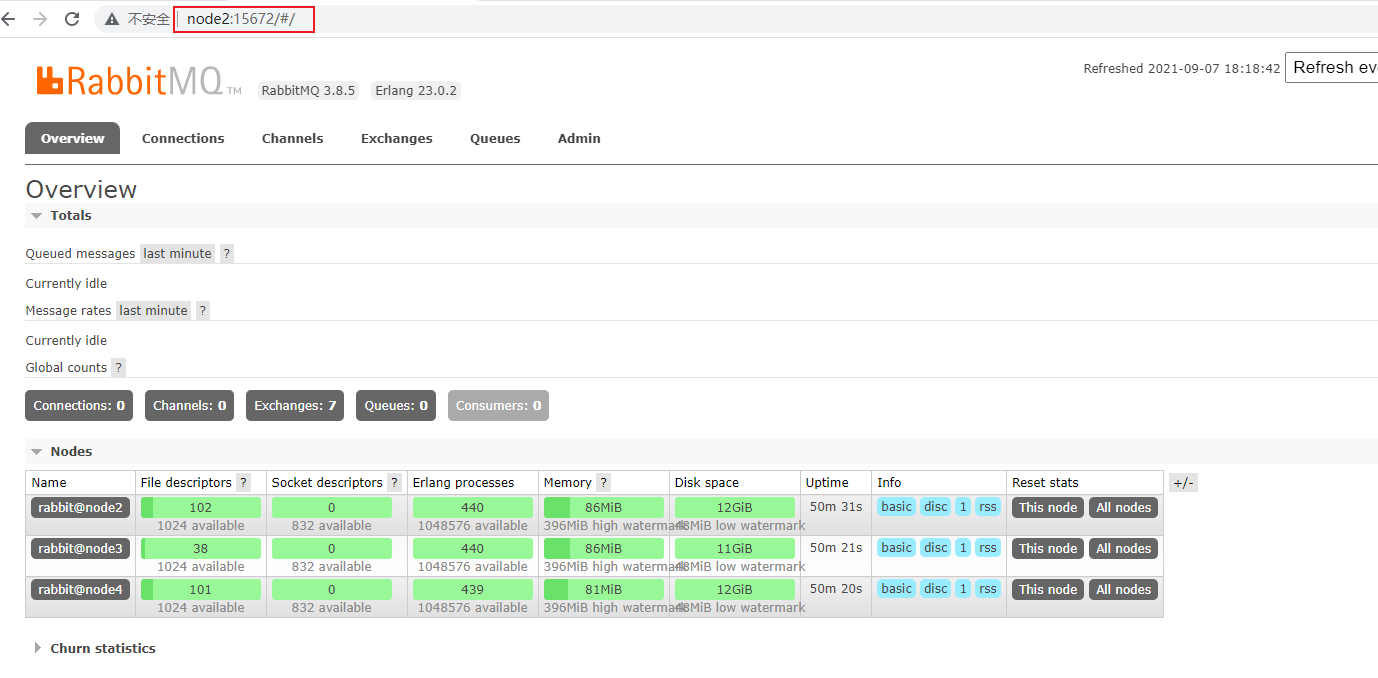 不安全 node2:15672/#/
RabbitMQ TM RabbitMQ 3.8.5 Erlang 23.0.2
Refreshed 2021-09-07 18:18:42 Refresh eve
Overview Connections Channels Exchanges Queues Admin
Overview
Totals
Queued messages last minute ?
Currently idle
Message rates last minute ?
Currently idle
Global counts ?
Connections: 0 Channels: 0 Exchanges: 7 Queues: 0 Consumers: 0
Nodes
Name File descriptors ? Socket descriptors ? Erlang processes Memory ? Disk space Uptime Info Reset stats +/-
rabbit@node2 102 0 440 86MiB 12GiB 50m 31s basic disc 1 rss This node All nodes
1024 available 832 available 1048576 available 396MiB high watermark 48MiB low watermark
rabbit@node3 38 0 440 86MiB 11GiB 50m 21s basic disc 1 rss This node All nodes
1024 available 832 available 1048576 available 396MiB high watermark 48MiB low watermark
rabbit@node4 101 0 439 81MiB 12GiB 50m 20s basic disc 1 rss This node All nodes
1024 available 832 available 1048576 available 396MiB high watermark 48MiB low watermark
Churn statistics